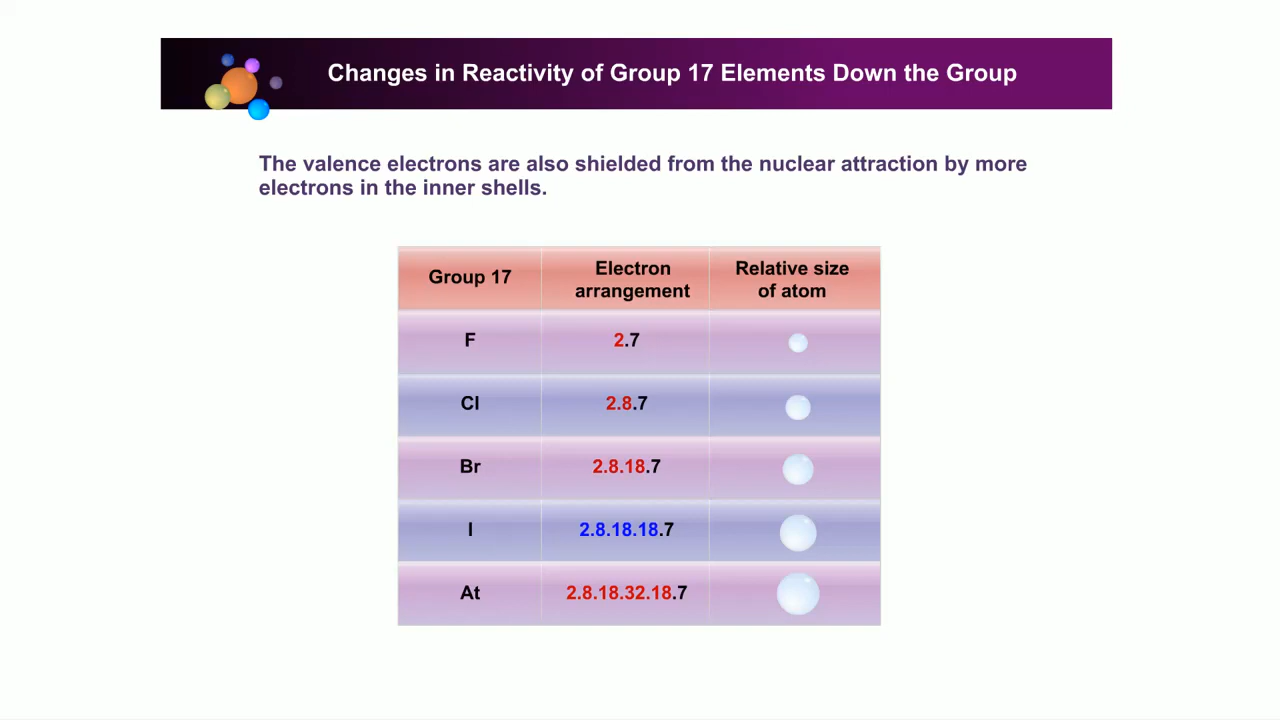 Changes in Reactivity of Group 17 Elements Down the Group
The valence electrons are also shielded from the nuclear attraction by more
electrons in the inner shells.
Group 17
Electron
arrangement
Relative size
of atom
F
2.7
Cl
2.8.7
Br
2.8.18.7
I
2.8.18.18.7
At
2.8.18.32.18.7